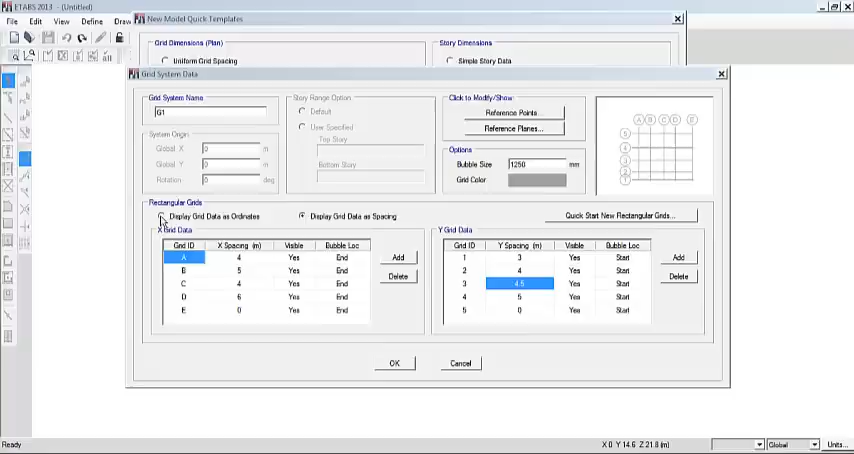 ETABS 2013 - (Untitled)
File Edit View Define Draw
New Model Quick Templates
Grid Dimensions (Plan)
Uniform Grid Spacing
Story Dimensions
Simple Story Data
Grid System Data
Grid System Name
G1
System Origin
Global X 0 m
Global Y 0 m
Rotation 0 deg
Story Range Option
Default
User Specified
Top Story
Bottom Story
Click to Modify/Show:
Reference Points...
Reference Planes...
Options
Bubble Size 1250 mm
Grid Color
A B C D E
5
4
3
2
1
Rectangular Grids
Display Grid Data as Ordinates Display Grid Data as Spacing Quick Start New Rectangular Grids...
X Grid Data
Grid ID X Spacing (m) Visible Bubble Loc
A 4 Yes End
B 5 Yes End
C 4 Yes End
D 6 Yes End
E 0 Yes End
Add
Delete
Y Grid Data
Grid ID Y Spacing (m) Visible Bubble Loc
1 3 Yes Start
2 4 Yes Start
3 4.5 Yes Start
4 5 Yes Start
5 0 Yes Start
Add
Delete
OK Cancel
Ready X 0 Y 14.6 Z 21.8 (m) Global Units...